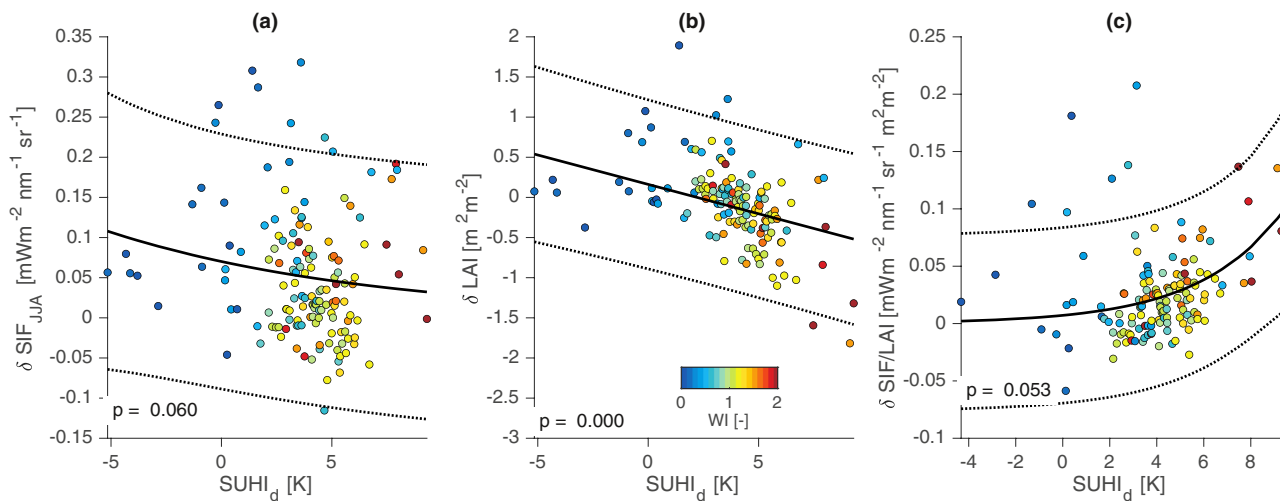 (a)
0.35
0.3
0.25
0.2
0.15
0.1
0.05
0
-0.05
-0.1
-0.15
δ SIF_JJA [mWm⁻² nm⁻¹ sr⁻¹]
p = 0.060
-5 0 5
SUHI_d [K]
(b)
2
1.5
1
0.5
0
-0.5
-1
-1.5
-2
-2.5
-3
δ LAI [m² m⁻²]
0 1 2
WI [-]
p = 0.000
-5 0 5
SUHI_d [K]
(c)
0.25
0.2
0.15
0.1
0.05
0
-0.05
-0.1
δ SIF/LAI [mWm⁻² nm⁻¹ sr⁻¹ m² m⁻²]
p = 0.053
-4 -2 0 2 4 6 8
SUHI_d [K]